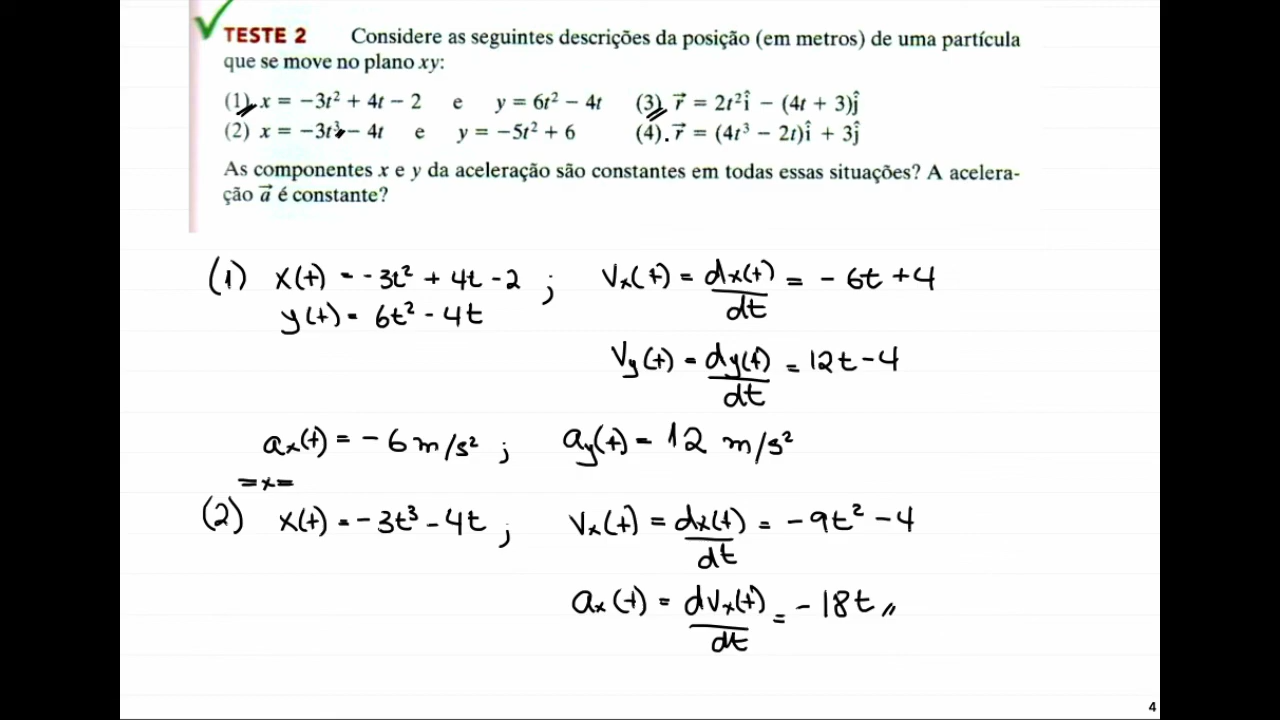 TESTE 2 Considere as seguintes descrições da posição (em metros) de uma partícula
que se move no plano xy:
(1) x = −3t² + 4t − 2 e y = 6t² − 4t (3) r⃗ = 2t²î − (4t + 3)ĵ
(2) x = −3t³ − 4t e y = −5t² + 6 (4) r⃗ = (4t³ − 2t)î + 3ĵ
As componentes x e y da aceleração são constantes em todas essas situações? A acelera-
ção a⃗ é constante?
(1) x(t) = -3t² + 4t - 2 ; Vx(t) = dx(t)/dt = - 6t + 4
y(t) = 6t² - 4t
Vy(t) = dy(t)/dt = 12t - 4
ax(t) = - 6 m/s² ; ay(t) = 12 m/s²
=x=
(2) x(t) = - 3t³ - 4t ; Vx(t) = dx(t)/dt = - 9t² - 4
ax(t) = dVx(t)/dt = - 18t //
4